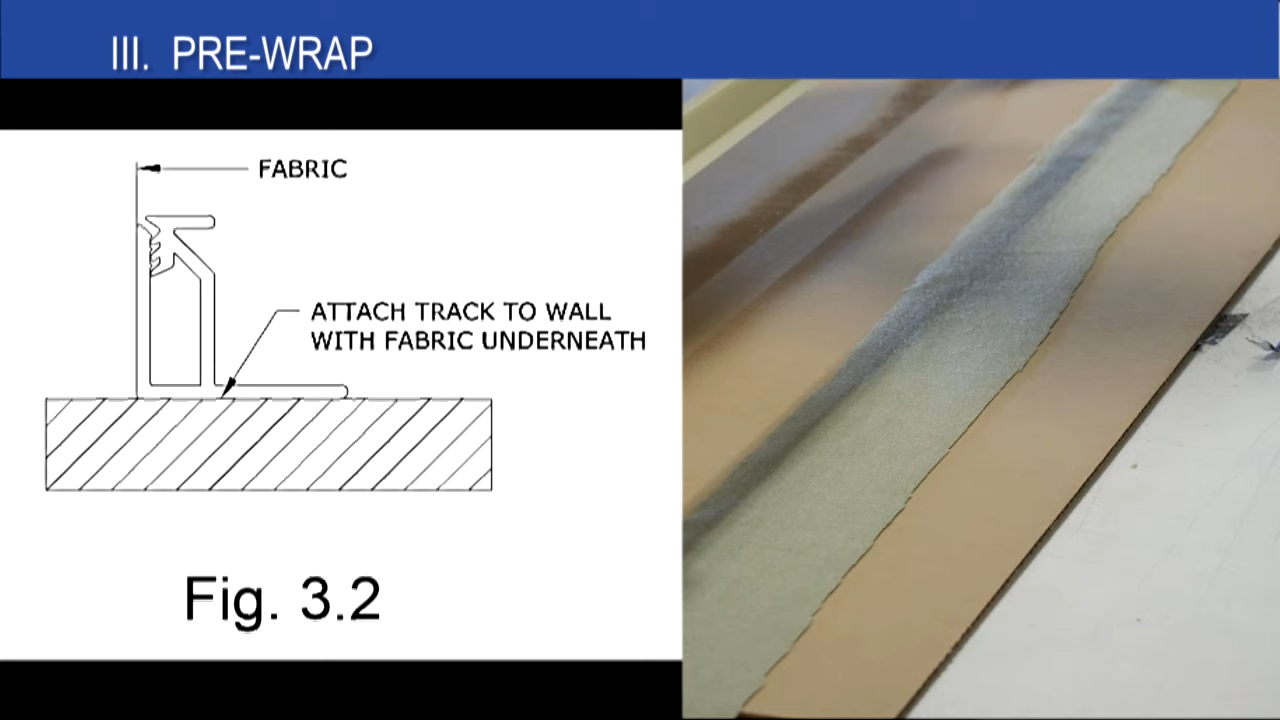 III. PRE-WRAP
FABRIC
ATTACH TRACK TO WALL
WITH FABRIC UNDERNEATH
Fig. 3.2